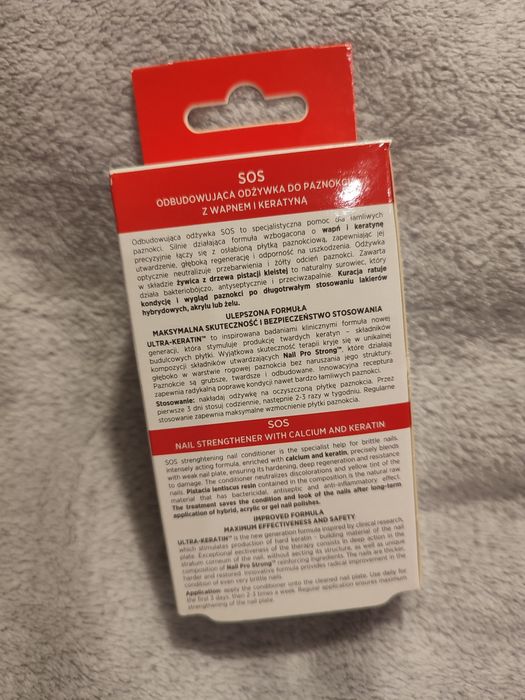 SOS
ODBUDOWUJĄCA ODŻYWKA DO PAZNOKCI
Z WAPNEM I KERATYNĄ
Odbudowująca odżywka SOS to specjalistyczna pomoc dla łamliwych
paznokci. Silnie działająca formuła wzbogacona o wapń i keratynę
precyzyjnie łączy się z osłabioną płytką paznokciową, zapewniając jej
utwardzenie, głęboką regenerację i odporność na uszkodzenia. Odżywka
optycznie neutralizuje przebarwienia i żółty odcień paznokci. Zawarta
w składzie żywica z drzewa pistacji kleistej to naturalny surowiec, który
działa bakteriobójczo, antyseptycznie i przeciwzapalnie. Kuracja ratuje
kondycję i wygląd paznokci po długotrwałym stosowaniu lakierów
hybrydowych, akrylu lub żelu.
ULEPSZONA FORMUŁA
MAKSYMALNA SKUTECZNOŚĆ I BEZPIECZEŃSTWO STOSOWANIA
ULTRA-KERATIN™ to inspirowana badaniami klinicznymi formuła nowej
generacji, która stymuluje produkcję twardych keratyn – składników
budulcowych płytki. Wyjątkowa skuteczność terapii kryje się w unikalnej
kompozycji składników utwardzających Nail Pro Strong™, które działają
głęboko w warstwie rogowej paznokcia bez naruszania jego struktury.
Paznokcie są grubsze, twardsze i odbudowane. Innowacyjna receptura
zapewnia radykalną poprawę kondycji nawet bardzo łamliwych paznokci.
Stosowanie: nakładaj odżywkę na oczyszczoną płytkę paznokcia. Przez
pierwsze 3 dni stosuj codziennie, następnie 2-3 razy w tygodniu. Regularne
stosowanie zapewnia maksymalne wzmocnienie płytki paznokcia.
SOS
NAIL STRENGTHENER WITH CALCIUM AND KERATIN
SOS strenghtening nail conditioner is the specialist help for brittle nails.
Intensely acting formula, enriched with calcium and keratin, precisely blends
with weak nail plate, ensuring its hardening, deep regeneration and resistance
to damage. The conditioner neutralizes discolorations and yellow tint of the
nails. Pistacia lentiscus resin contained in the composition is the natural raw
material that has bactericidal, antiseptic and anti-inflammatory effect.
The treatment saves the condition and look of the nails after long-term
application of hybrid, acrylic or gel nail polishes.
IMPROVED FORMULA
MAXIMUM EFFECTIVENESS AND SAFETY
ULTRA-KERATIN™ is the new generation formula inspired by clinical research,
which stimulates production of hard keratin - building material of the nail
plate. Exceptional ectiveness of the therapy consists in deep action in the
stratum corneum of the nail, without aecting its structure, as well as unique
composition of Nail Pro Strong™ reinforcing ingredients. The nails are thicker,
harder and restored. Innovative formula provides radical improvement in the
condition of even very brittle nails.
Application: apply the conditioner onto the cleaned nail plate. Use daily for
the first 3 days, then 2-3 times a week. Regular application ensures maximum
strengthening of the nail plate.